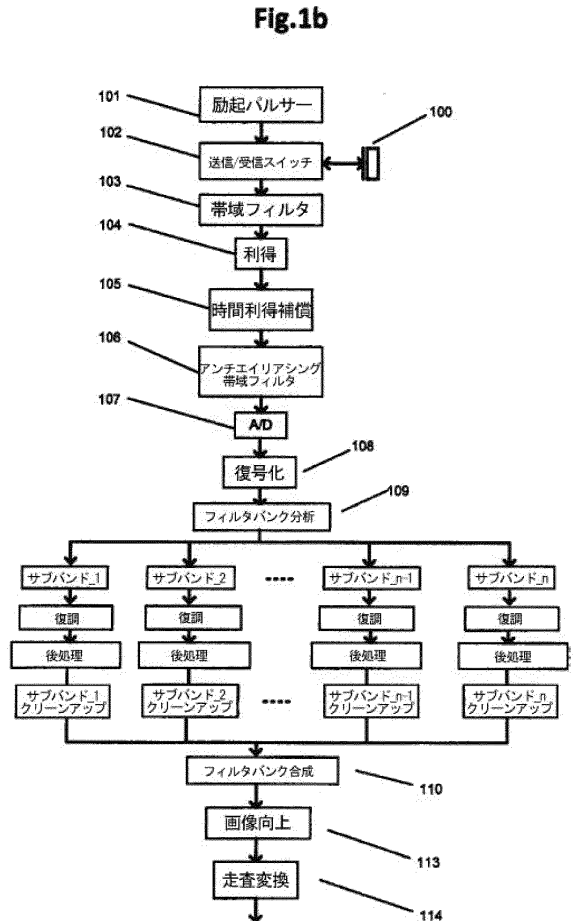 Fig.1b
101
励起パルサー
100
102
送信/受信スイッチ
103
帯域フィルタ
104
利得
105
時間利得補償
106
アンチエイリアシング
帯域フィルタ
107
A/D
108
復号化
109
フィルタバンク分析
サブバンド_1 サブバンド_2 ---- サブバンド_n-1 サブバンド_n
復調 復調 復調 復調
後処理 後処理 後処理 後処理
サブバンド_1 サブバンド_2 サブバンド_n-1 サブバンド_n
クリーンアップ クリーンアップ ---- クリーンアップ クリーンアップ
フィルタバンク合成
110
画像向上
113
走査変換
114